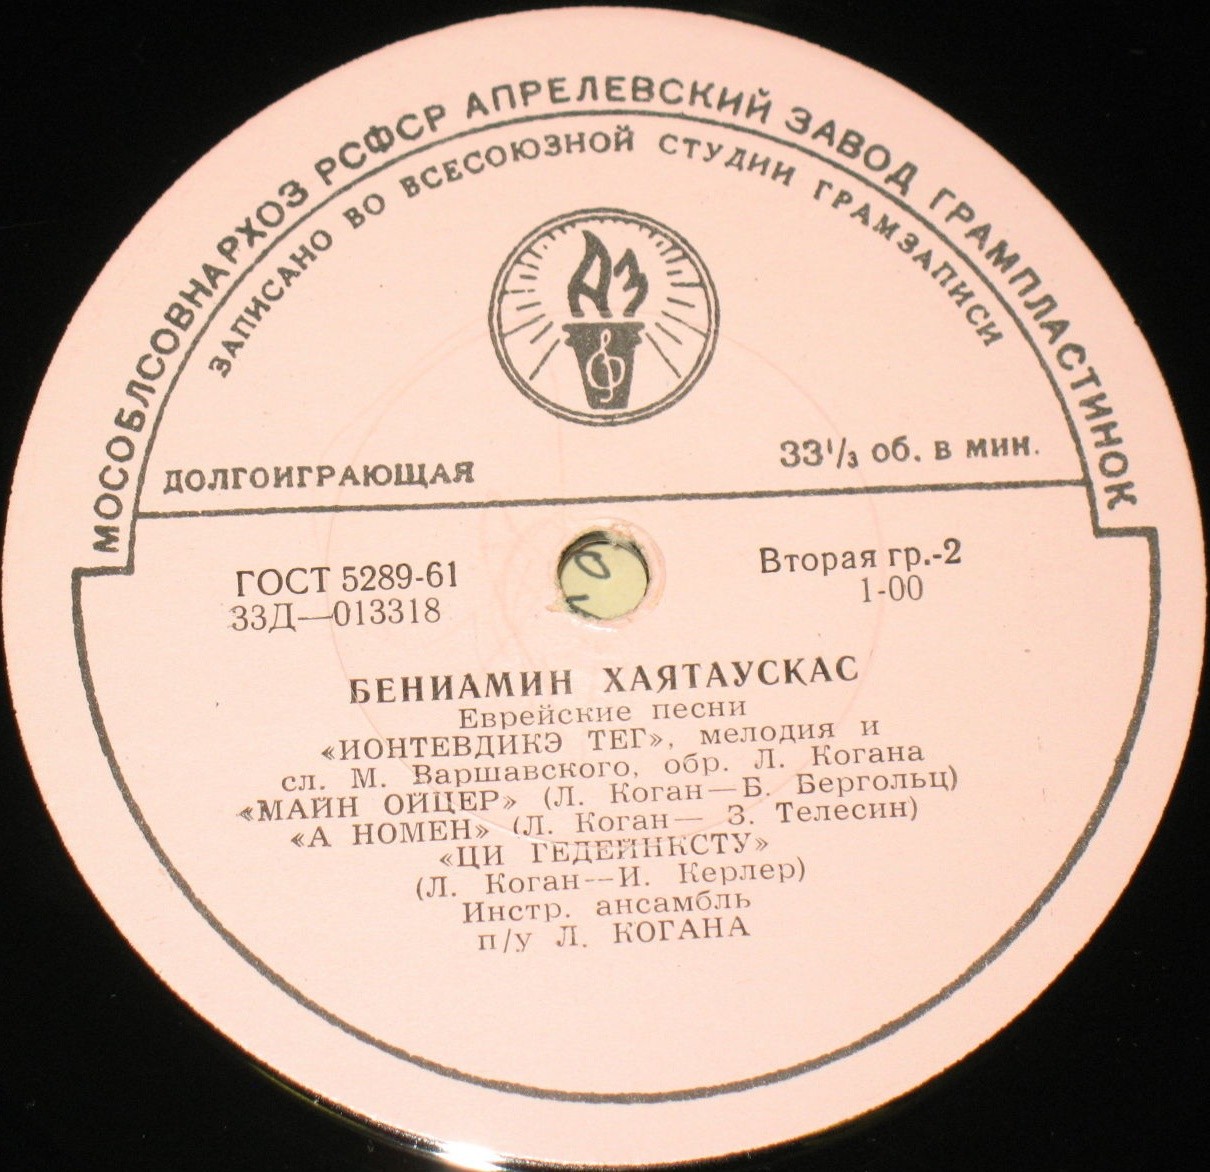 МОСОБЛСОВНАРХОЗ РСФСР АПРЕЛЕВСКИЙ ЗАВОД ГРАМПЛАСТИНОК
ЗАПИСАНО ВО ВСЕСОЮЗНОЙ СТУДИИ ГРАМЗАПИСИ
АЗ
ДОЛГОИГРАЮЩАЯ
33⅓ об. в мин.
ГОСТ 5289-61
33Д—013318
Вторая гр.-2
1-00
БЕНИАМИН ХАЯТАУСКАС
Еврейские песни
«ИОНТЕВДИКЭ ТЕГ», мелодия и
сл. М. Варшавского, обр. Л. Когана
«МАЙН ОЙЦЕР» (Л. Коган—Б. Бергольц)
«А НОМЕН» (Л. Коган— З. Телесин)
«ЦИ ГЕДЕЙНКСТУ»
(Л. Коган—И. Керлер)
Инстр. ансамбль
п/у Л. КОГАНА